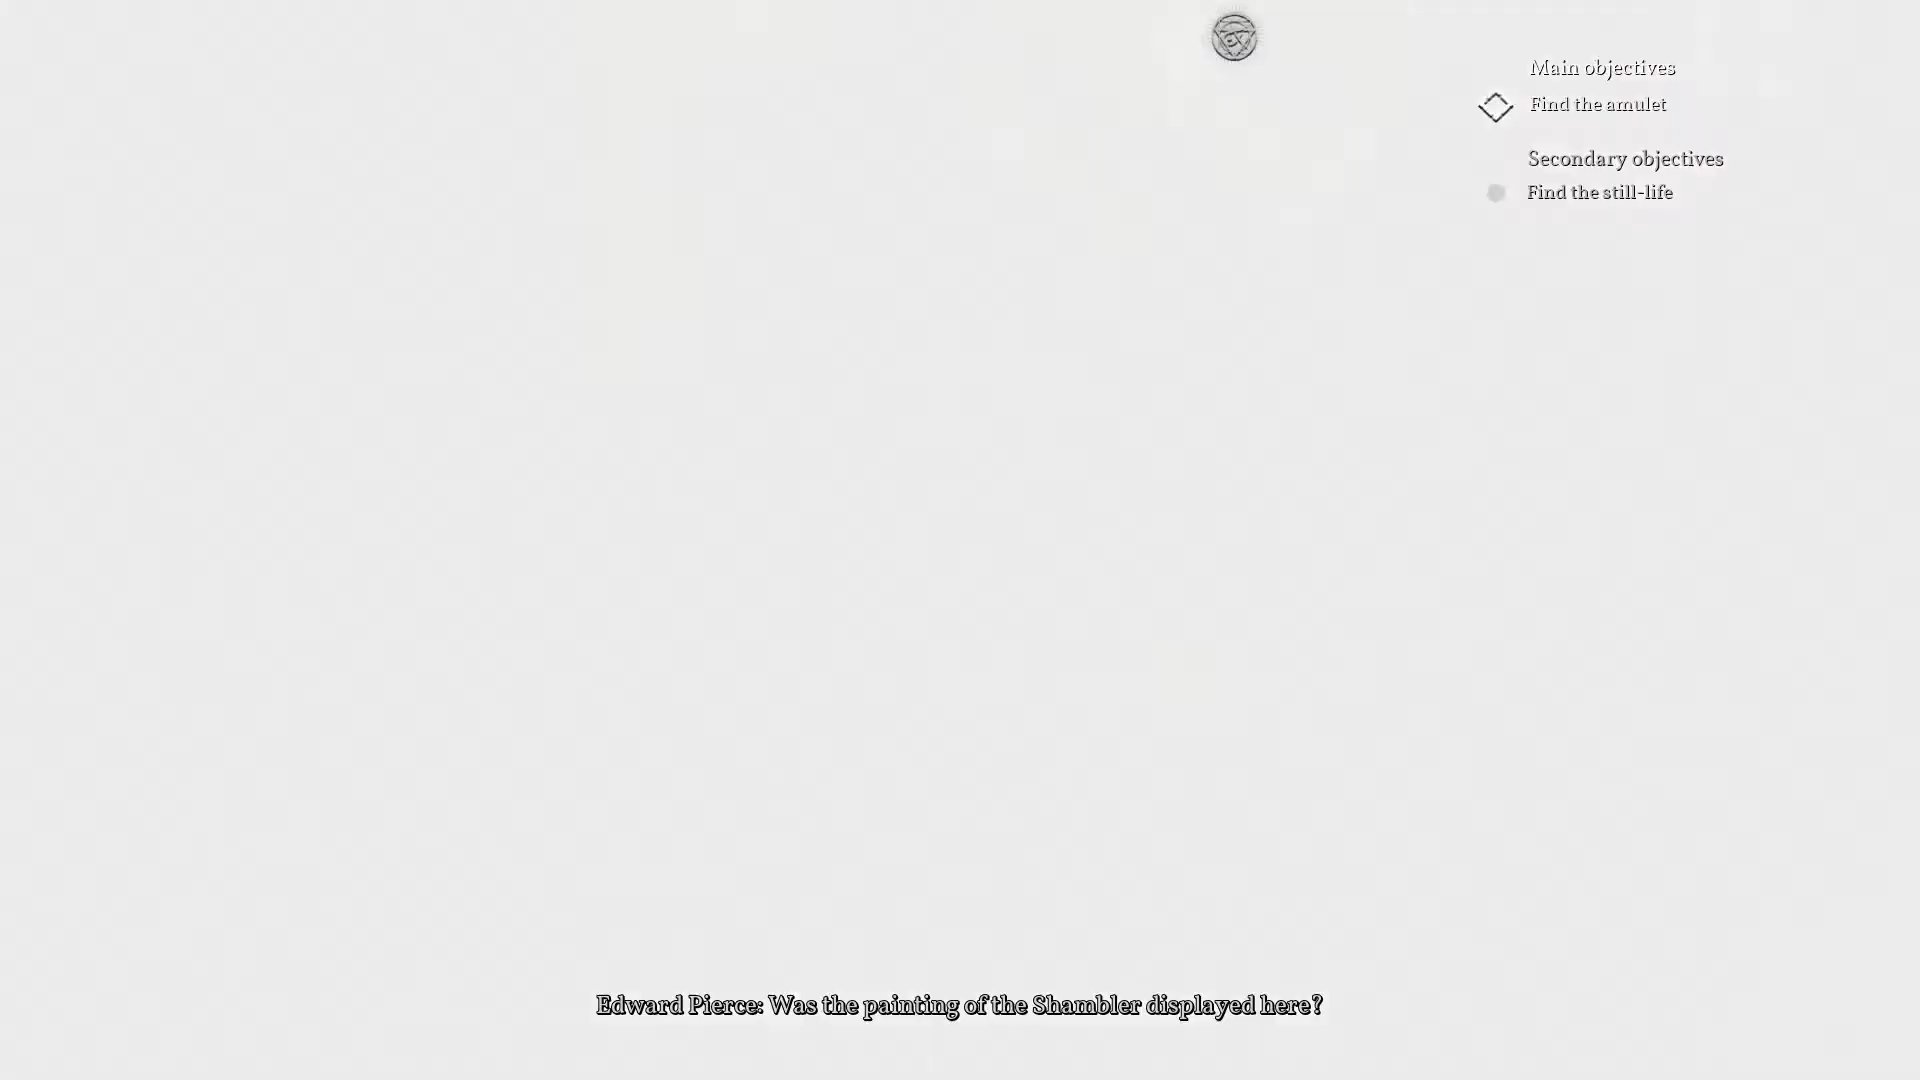 Main objectives
Find the amulet
Secondary objectives
Find the still-life
Edward Pierce: Was the painting of the Shambler displayed here?